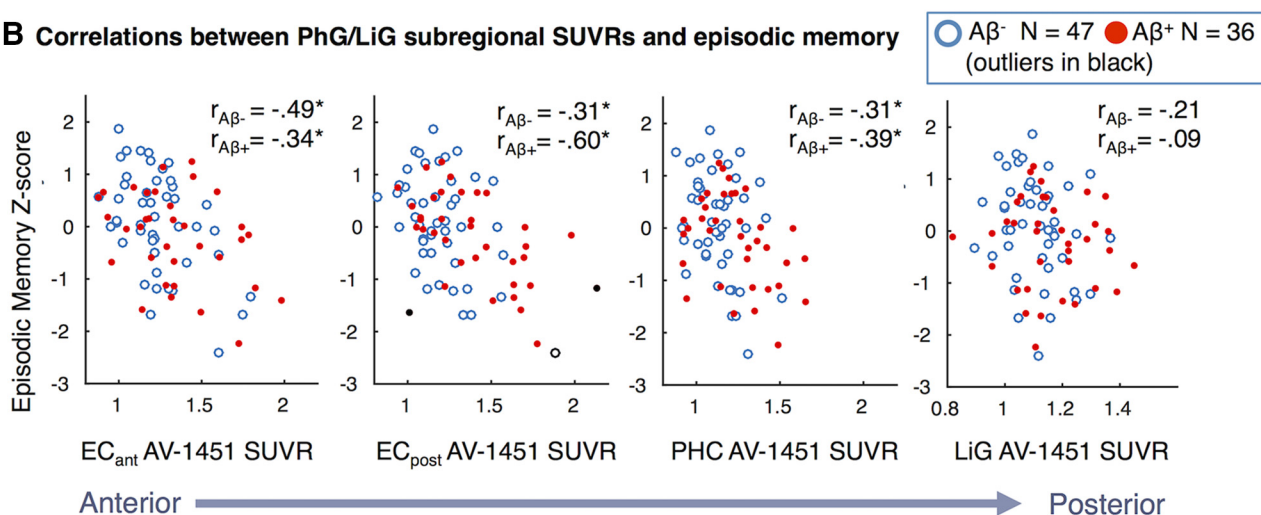 B Correlations between PhG/LiG subregional SUVRs and episodic memory
Aβ- N = 47 Aβ+ N = 36
(outliers in black)
Episodic Memory Z-score
2
1
0
-1
-2
-3
rAβ- = -.49*
rAβ+ = -.34*
1 1.5 2
ECant AV-1451 SUVR
2
1
0
-1
-2
-3
rAβ- = -.31*
rAβ+ = -.60*
1 1.5 2
ECpost AV-1451 SUVR
2
1
0
-1
-2
-3
rAβ- = -.31*
rAβ+ = -.39*
1 1.5 2
PHC AV-1451 SUVR
2
1
0
-1
-2
-3
rAβ- = -.21
rAβ+ = -.09
0.8 1 1.2 1.4
LiG AV-1451 SUVR
Anterior Posterior